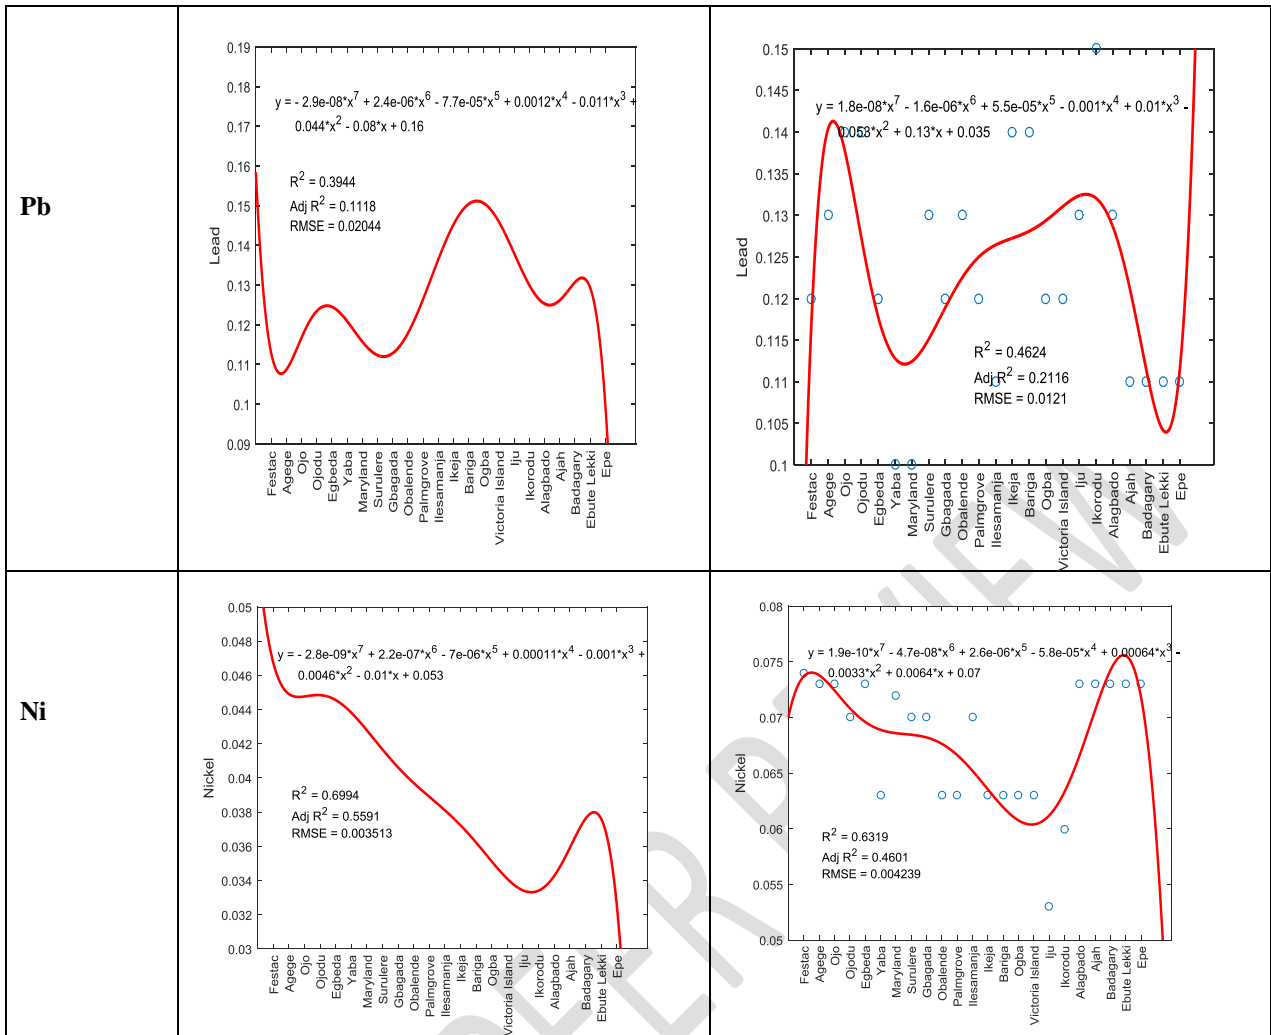 Pb
0.19
0.18
0.17
0.16
0.15
0.14
0.13
0.12
0.11
0.1
0.09
Lead
y = - 2.9e-08*x^7 + 2.4e-06*x^6 - 7.7e-05*x^5 + 0.0012*x^4 - 0.011*x^3 +
0.044*x^2 - 0.08*x + 0.16
R^2 = 0.3944
Adj R^2 = 0.1118
RMSE = 0.02044
Festac
Agege
Ojo
Ojodu
Egbeda
Yaba
Maryland
Surulere
Gbagada
Obalende
Palmgrove
Ilesamanja
Ikeja
Bariga
Ogba
Victoria Island
Iju
Ikorodu
Alagbado
Ajah
Badagary
Ebute Lekki
Epe
0.15
0.145
0.14
0.135
0.13
0.125
0.12
0.115
0.11
0.105
0.1
Lead
y = 1.8e-08*x^7 - 1.6e-06*x^6 + 5.5e-05*x^5 - 0.001*x^4 + 0.01*x^3 -
0.053*x^2 + 0.13*x + 0.035
R^2 = 0.4624
Adj R^2 = 0.2116
RMSE = 0.0121
Festac
Agege
Ojo
Ojodu
Egbeda
Yaba
Maryland
Surulere
Gbagada
Obalende
Palmgrove
Ilesamanja
Ikeja
Bariga
Ogba
Victoria Island
Iju
Ikorodu
Alagbado
Ajah
Badagary
Ebute Lekki
Epe
Ni
0.05
0.048
0.046
0.044
0.042
0.04
0.038
0.036
0.034
0.032
0.03
Nickel
y = - 2.8e-09*x^7 + 2.2e-07*x^6 - 7e-06*x^5 + 0.00011*x^4 - 0.001*x^3 +
0.0046*x^2 - 0.01*x + 0.053
R^2 = 0.6994
Adj R^2 = 0.5591
RMSE = 0.003513
Festac
Agege
Ojo
Ojodu
Egbeda
Yaba
Maryland
Surulere
Gbagada
Obalende
Palmgrove
Ilesamanja
Ikeja
Bariga
Ogba
Victoria Island
Iju
Ikorodu
Alagbado
Ajah
Badagary
Ebute Lekki
Epe
0.08
0.075
0.07
0.065
0.06
0.055
0.05
Nickel
y = 1.9e-10*x^7 - 4.7e-08*x^6 + 2.6e-06*x^5 - 5.8e-05*x^4 + 0.00064*x^3 -
0.0033*x^2 + 0.0064*x + 0.07
R^2 = 0.6319
Adj R^2 = 0.4601
RMSE = 0.004239
Festac
Agege
Ojo
Ojodu
Egbeda
Yaba
Maryland
Surulere
Gbagada
Obalende
Palmgrove
Ilesamanja
Ikeja
Bariga
Ogba
Victoria Island
Iju
Ikorodu
Alagbado
Ajah
Badagary
Ebute Lekki
Epe